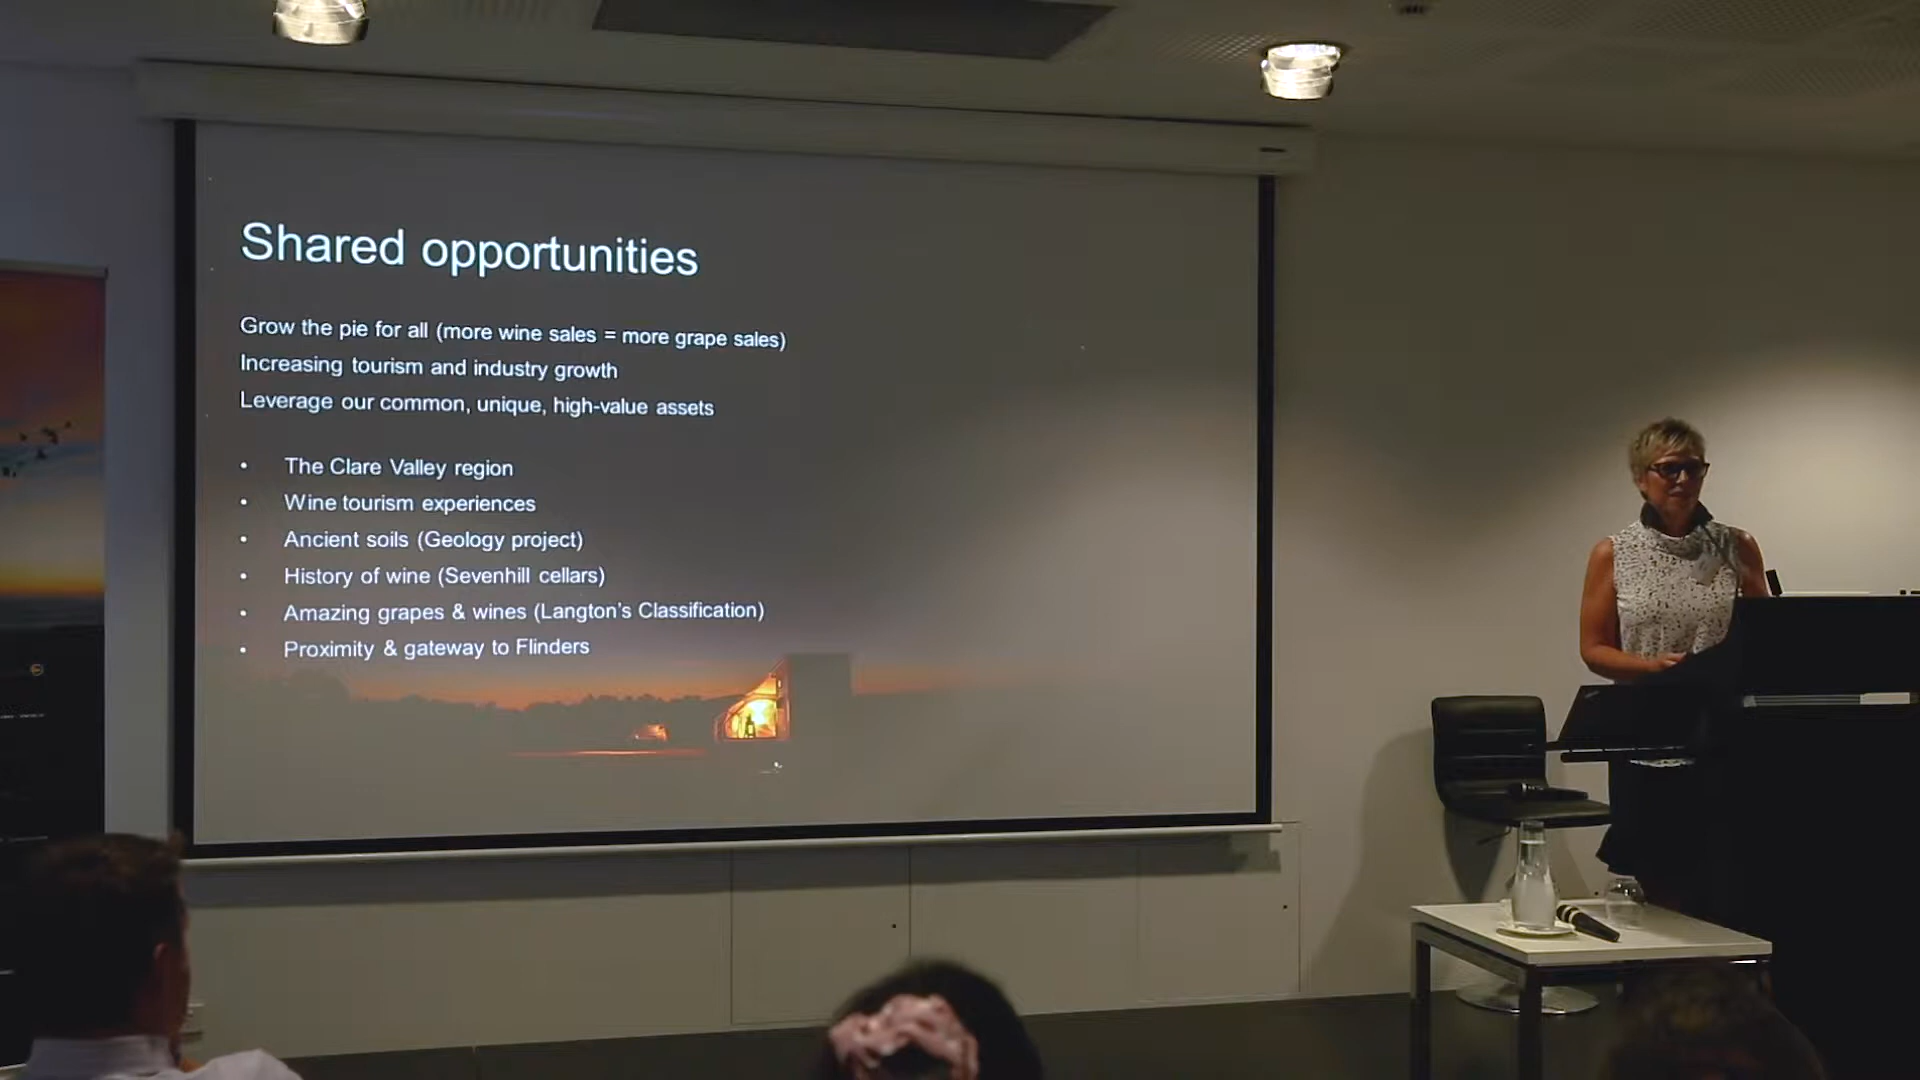 Shared opportunities
Grow the pie for all (more wine sales = more grape sales)
Increasing tourism and industry growth
Leverage our common, unique, high-value assets
• The Clare Valley region
• Wine tourism experiences
• Ancient soils (Geology project)
• History of wine (Sevenhill cellars)
• Amazing grapes & wines (Langton's Classification)
• Proximity & gateway to Flinders